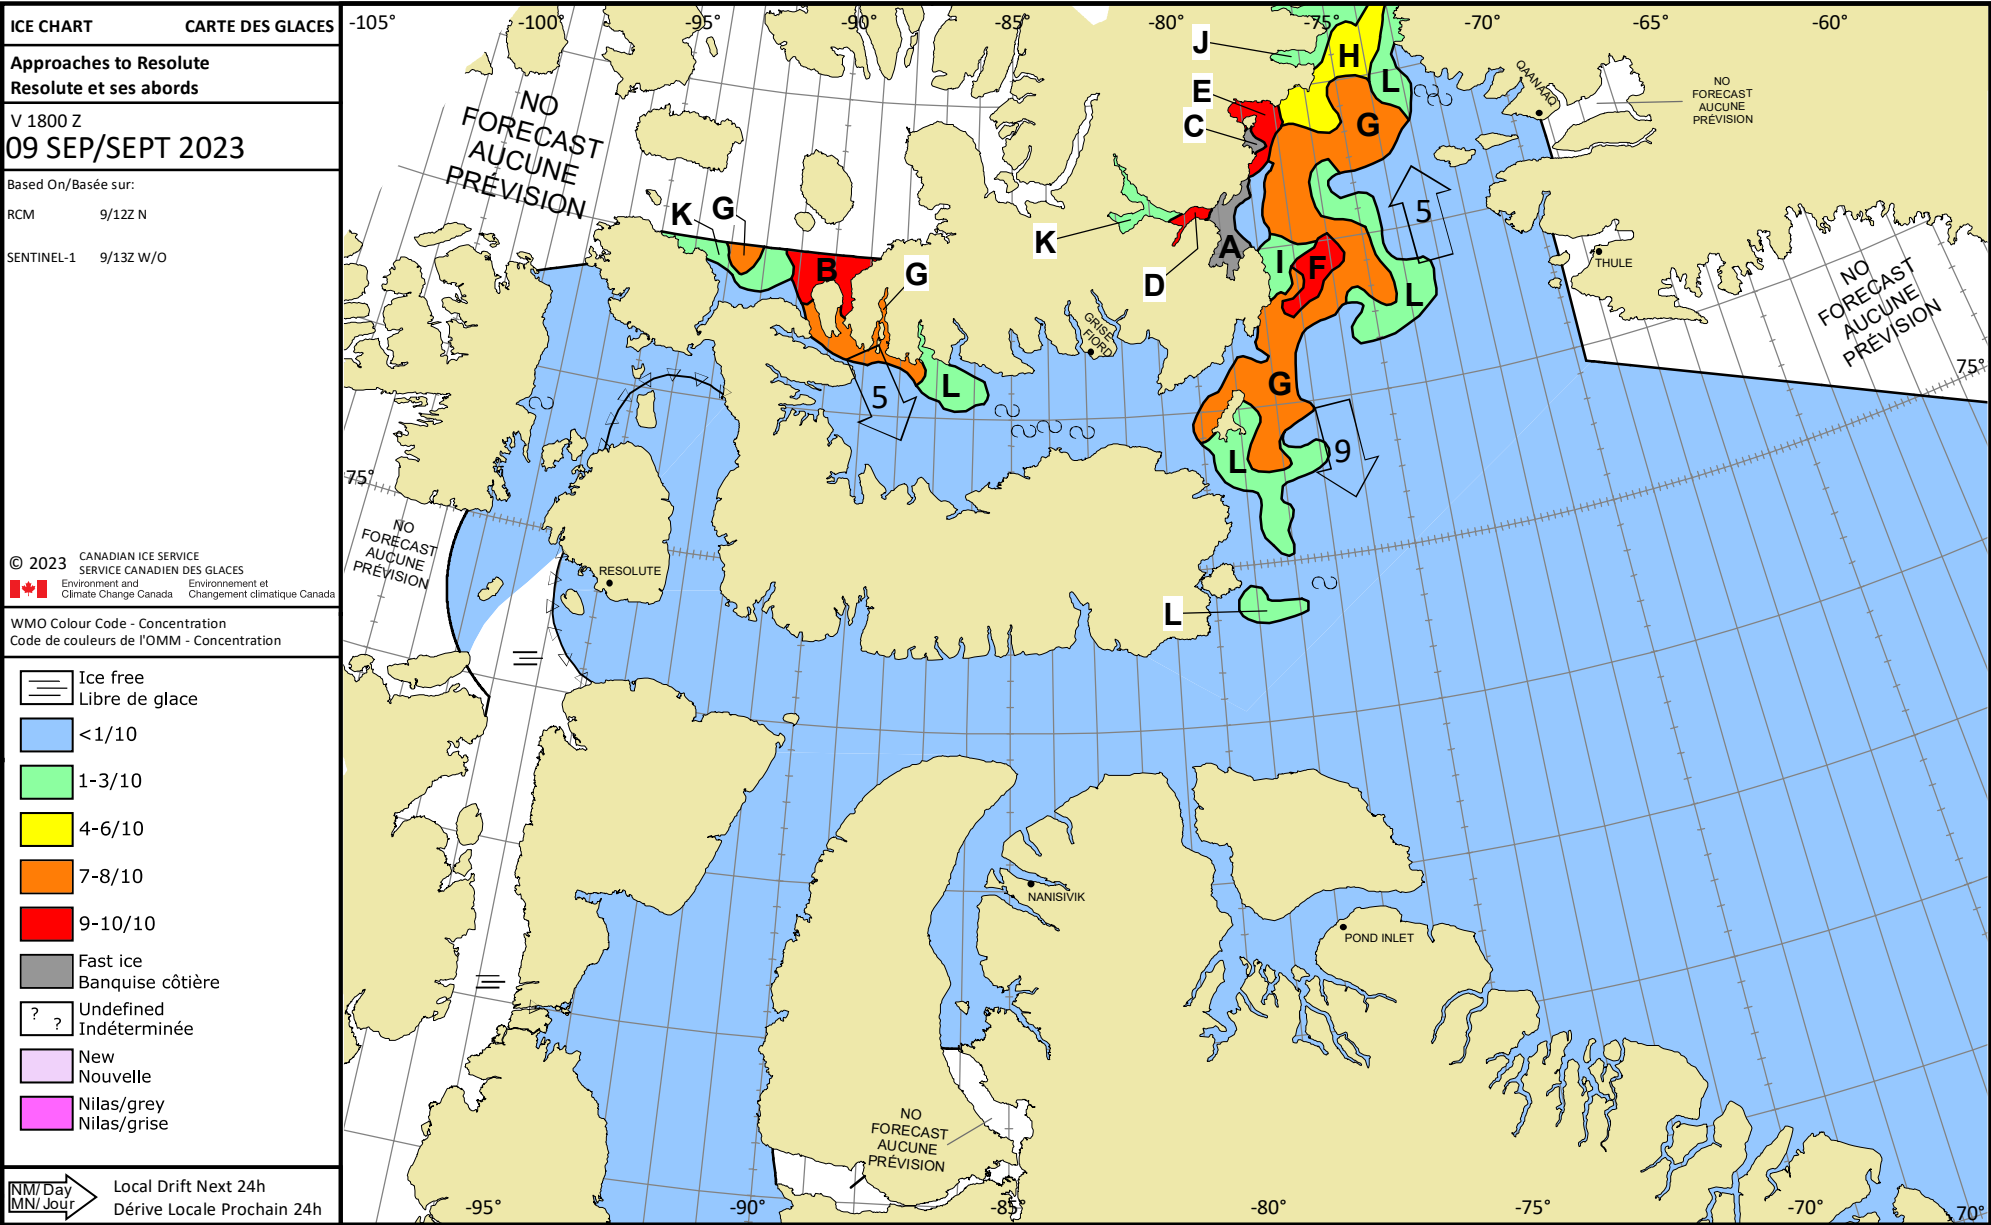 ICE CHART CARTE DES GLACES
Approaches to Resolute
Resolute et ses abords
V 1800 Z
09 SEP/SEPT 2023
Based On/Basée sur:
RCM 9/12Z N
SENTINEL-1 9/13Z W/O
© 2023 CANADIAN ICE SERVICE
SERVICE CANADIEN DES GLACES
Environment and Environnement et
Climate Change Canada Changement climatique Canada
WMO Colour Code - Concentration
Code de couleurs de l'OMM - Concentration
Ice free
Libre de glace
<1/10
1-3/10
4-6/10
7-8/10
9-10/10
Fast ice
Banquise côtière
? ?
Undefined
Indéterminée
New
Nouvelle
Nilas/grey
Nilas/grise
NM/Day
MN/Jour
Local Drift Next 24h
Dérive Locale Prochain 24h
-105° -100° -95° -90° -85° -80° -75° -70° -65° -60°
NO
FORECAST
AUCUNE
PRÉVISION
J
H
L
E
C
G
QAANAAQ
NO
FORECAST
AUCUNE
PRÉVISION
K
G
K
5
A
B
G
I
F
D
L
THULE
NO
FORECAST
AUCUNE
PRÉVISION
GRISE
FIORD
75°
5
L
G
L
9
75°
NO
FORECAST
AUCUNE
PRÉVISION
RESOLUTE
L
NANISIVIK
POND INLET
NO
FORECAST
AUCUNE
PRÉVISION
-95° -90° -85° -80° -75° -70° 70°